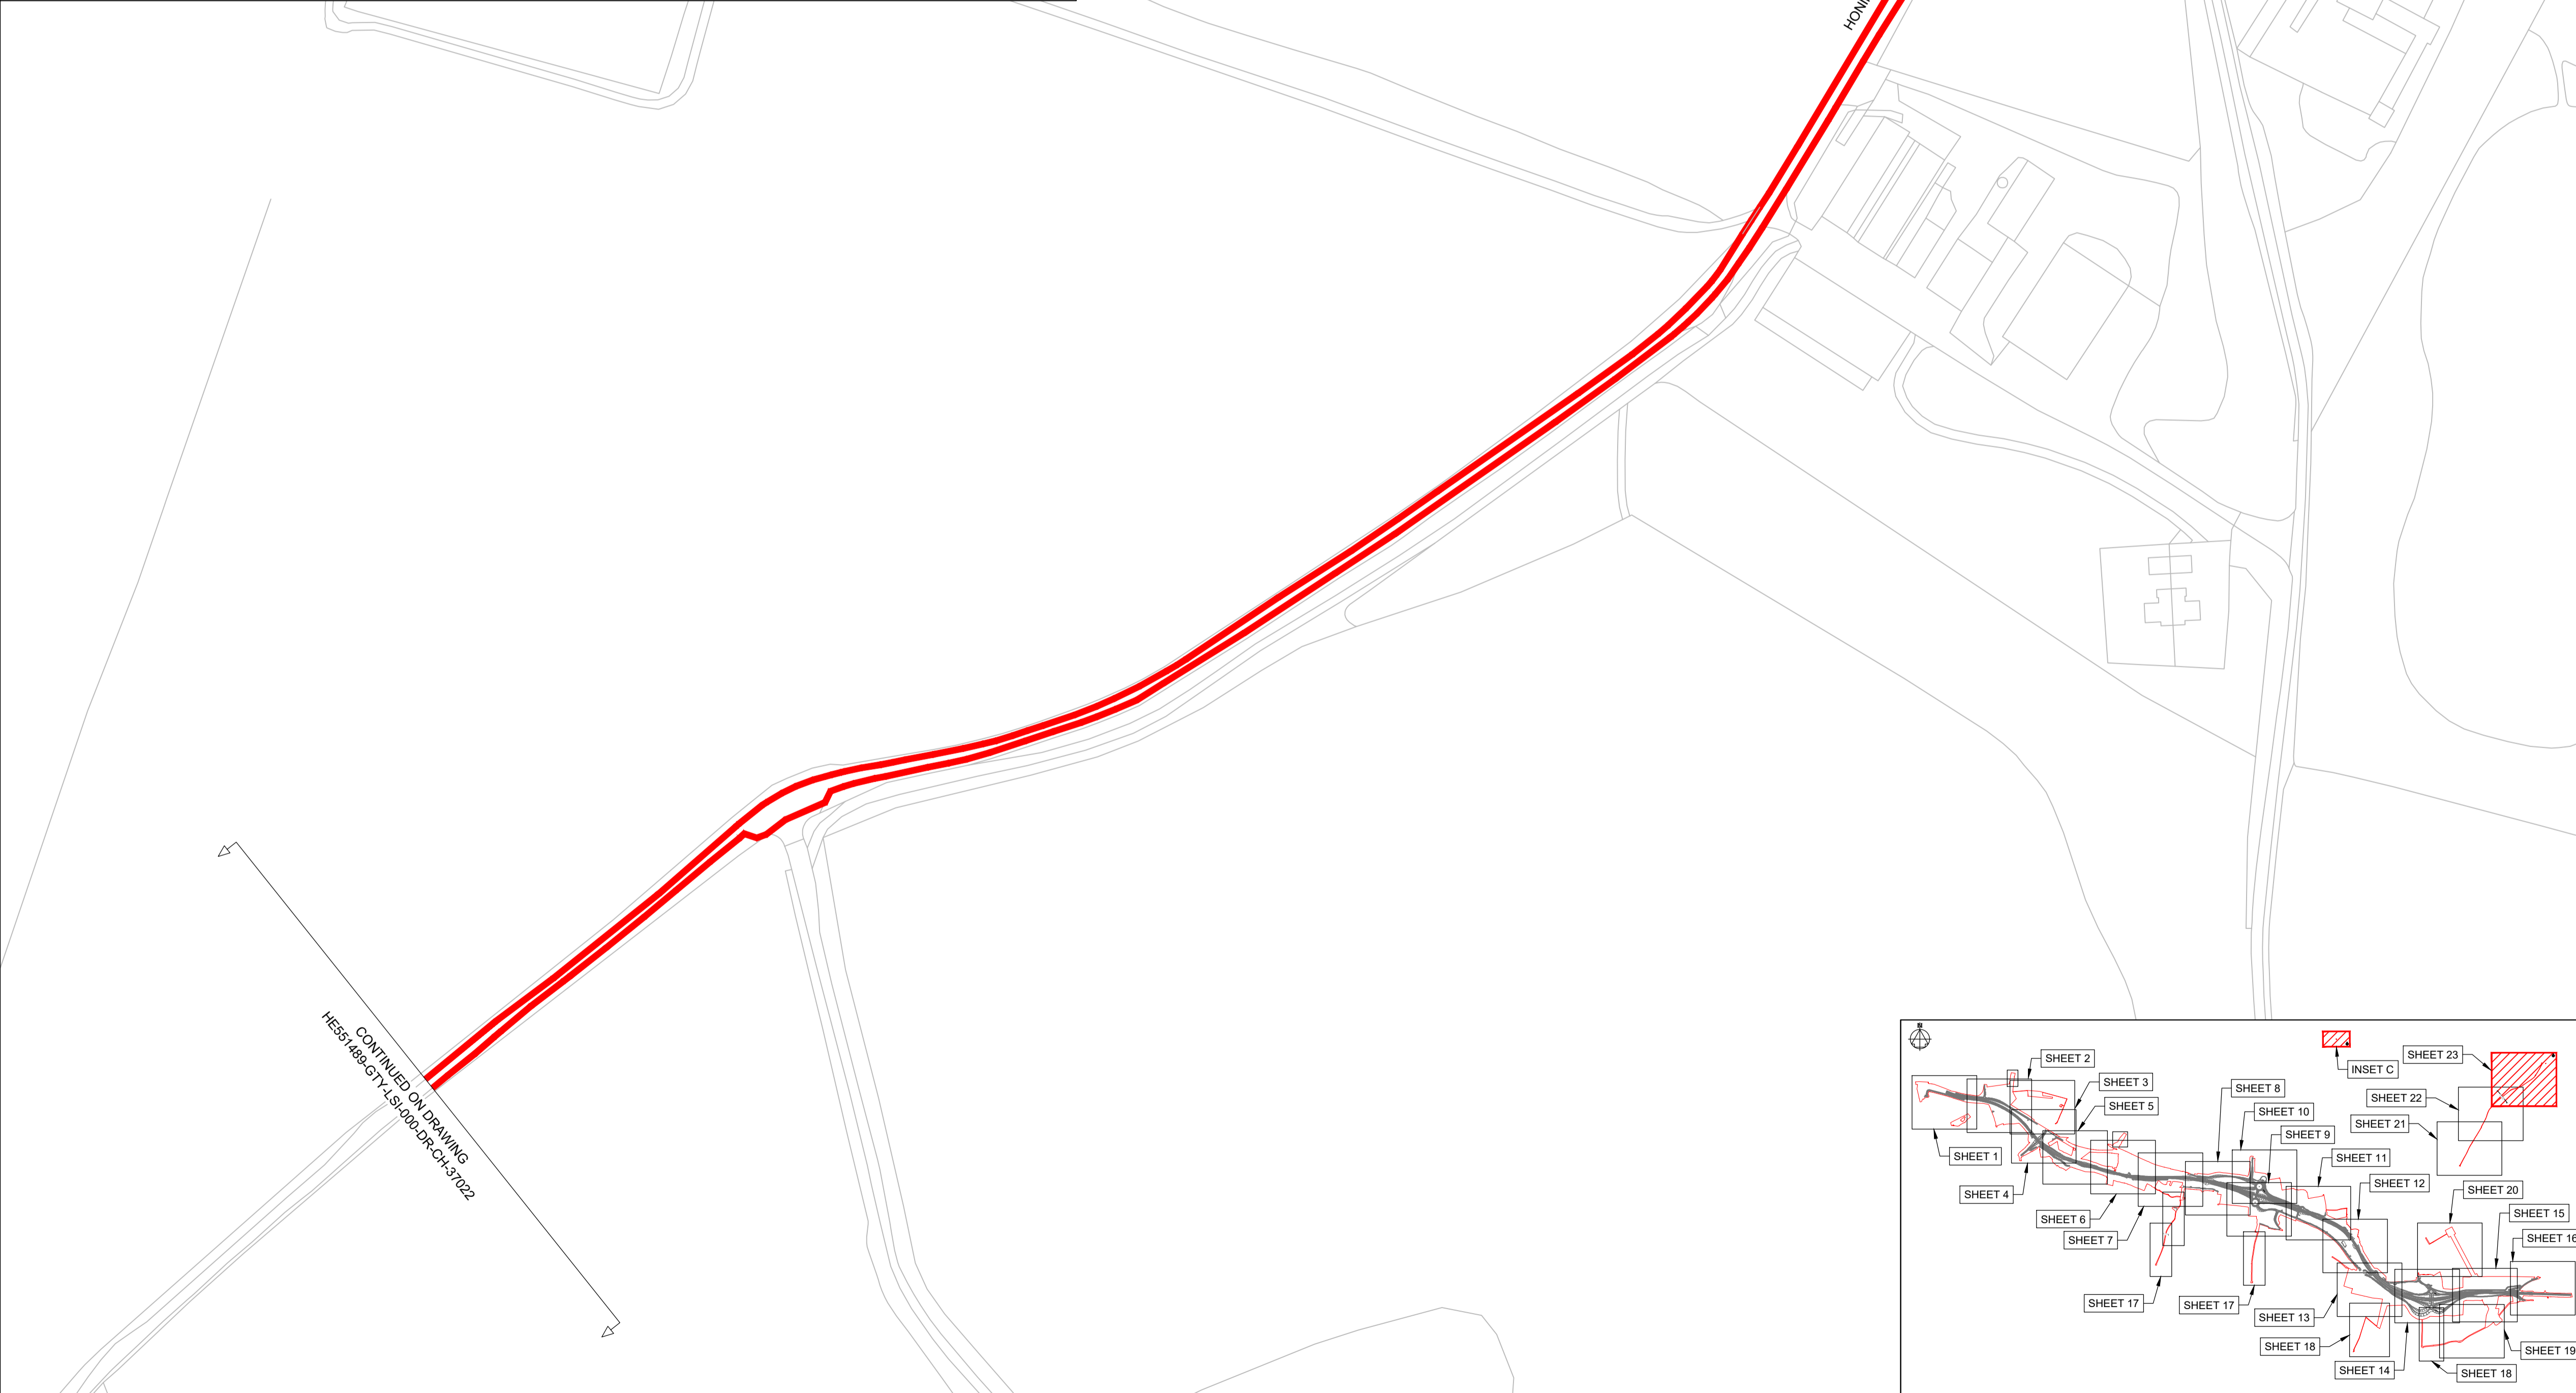 CONTINUED ON DRAWING
HE551489-GTY-LSI-000-DR-CH-37022
N
SHEET 2
INSET C
SHEET 23
SHEET 3
SHEET 8
SHEET 22
SHEET 5
SHEET 10
SHEET 21
SHEET 9
SHEET 1
SHEET 11
SHEET 12
SHEET 4
SHEET 20
SHEET 6
SHEET 15
SHEET 7
SHEET 16
SHEET 17
SHEET 17
SHEET 13
SHEET 18
SHEET 19
SHEET 14
SHEET 18